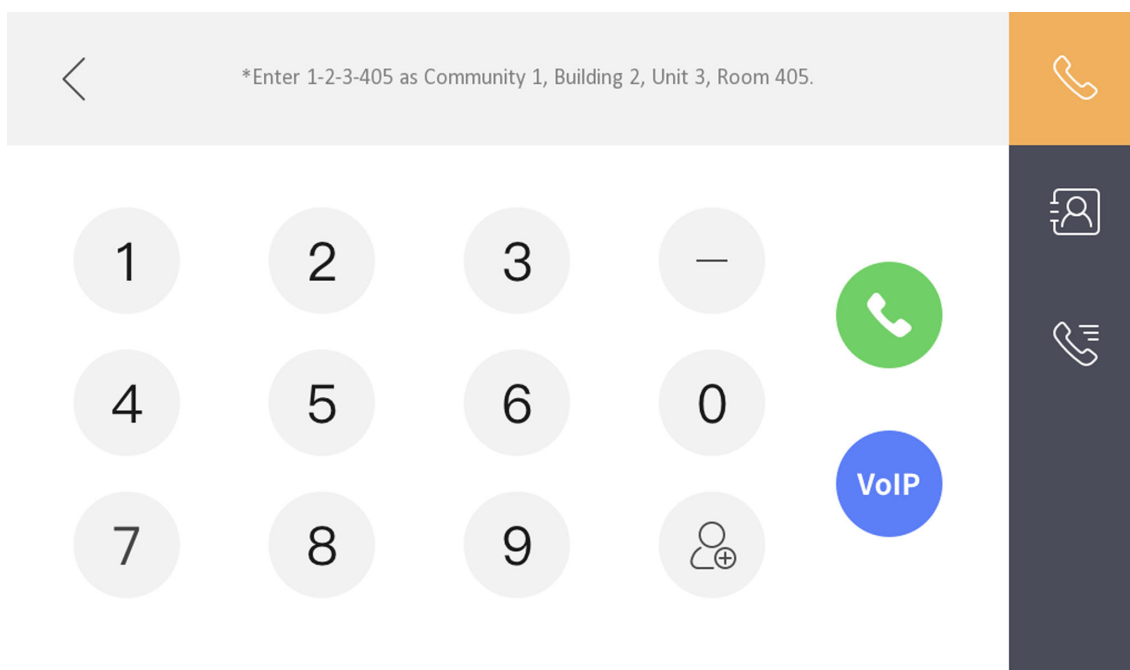 *Enter 1-2-3-405 as Community 1, Building 2, Unit 3, Room 405.
1 2 3 —
4 5 6 0
VoIP
7 8 9